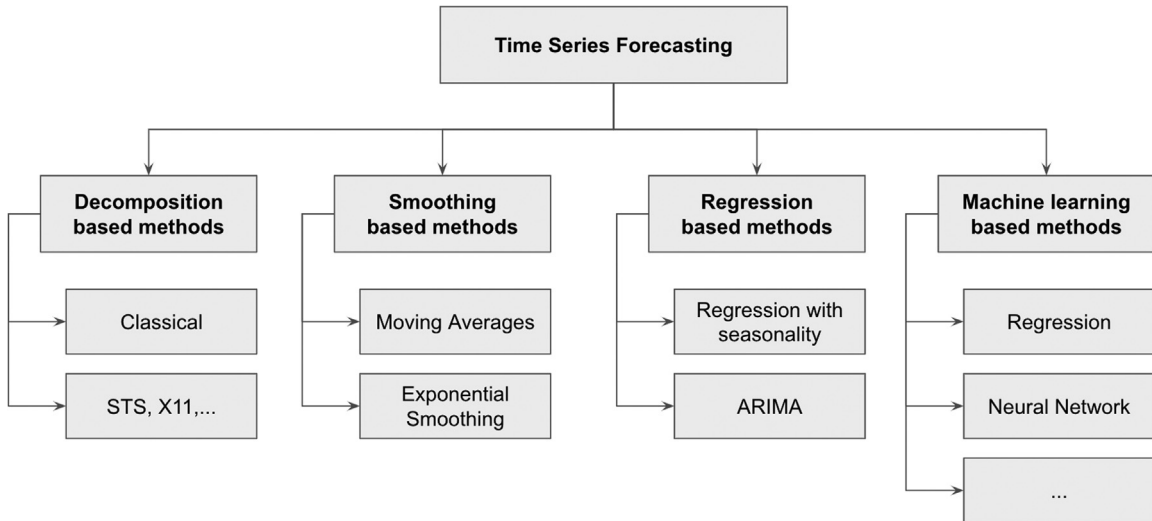 Time Series Forecasting
Decomposition
based methods
Smoothing
based methods
Regression
based methods
Machine learning
based methods
Classical
Moving Averages
Regression with
seasonality
Regression
STS, X11,...
Exponential
Smoothing
ARIMA
Neural Network
...